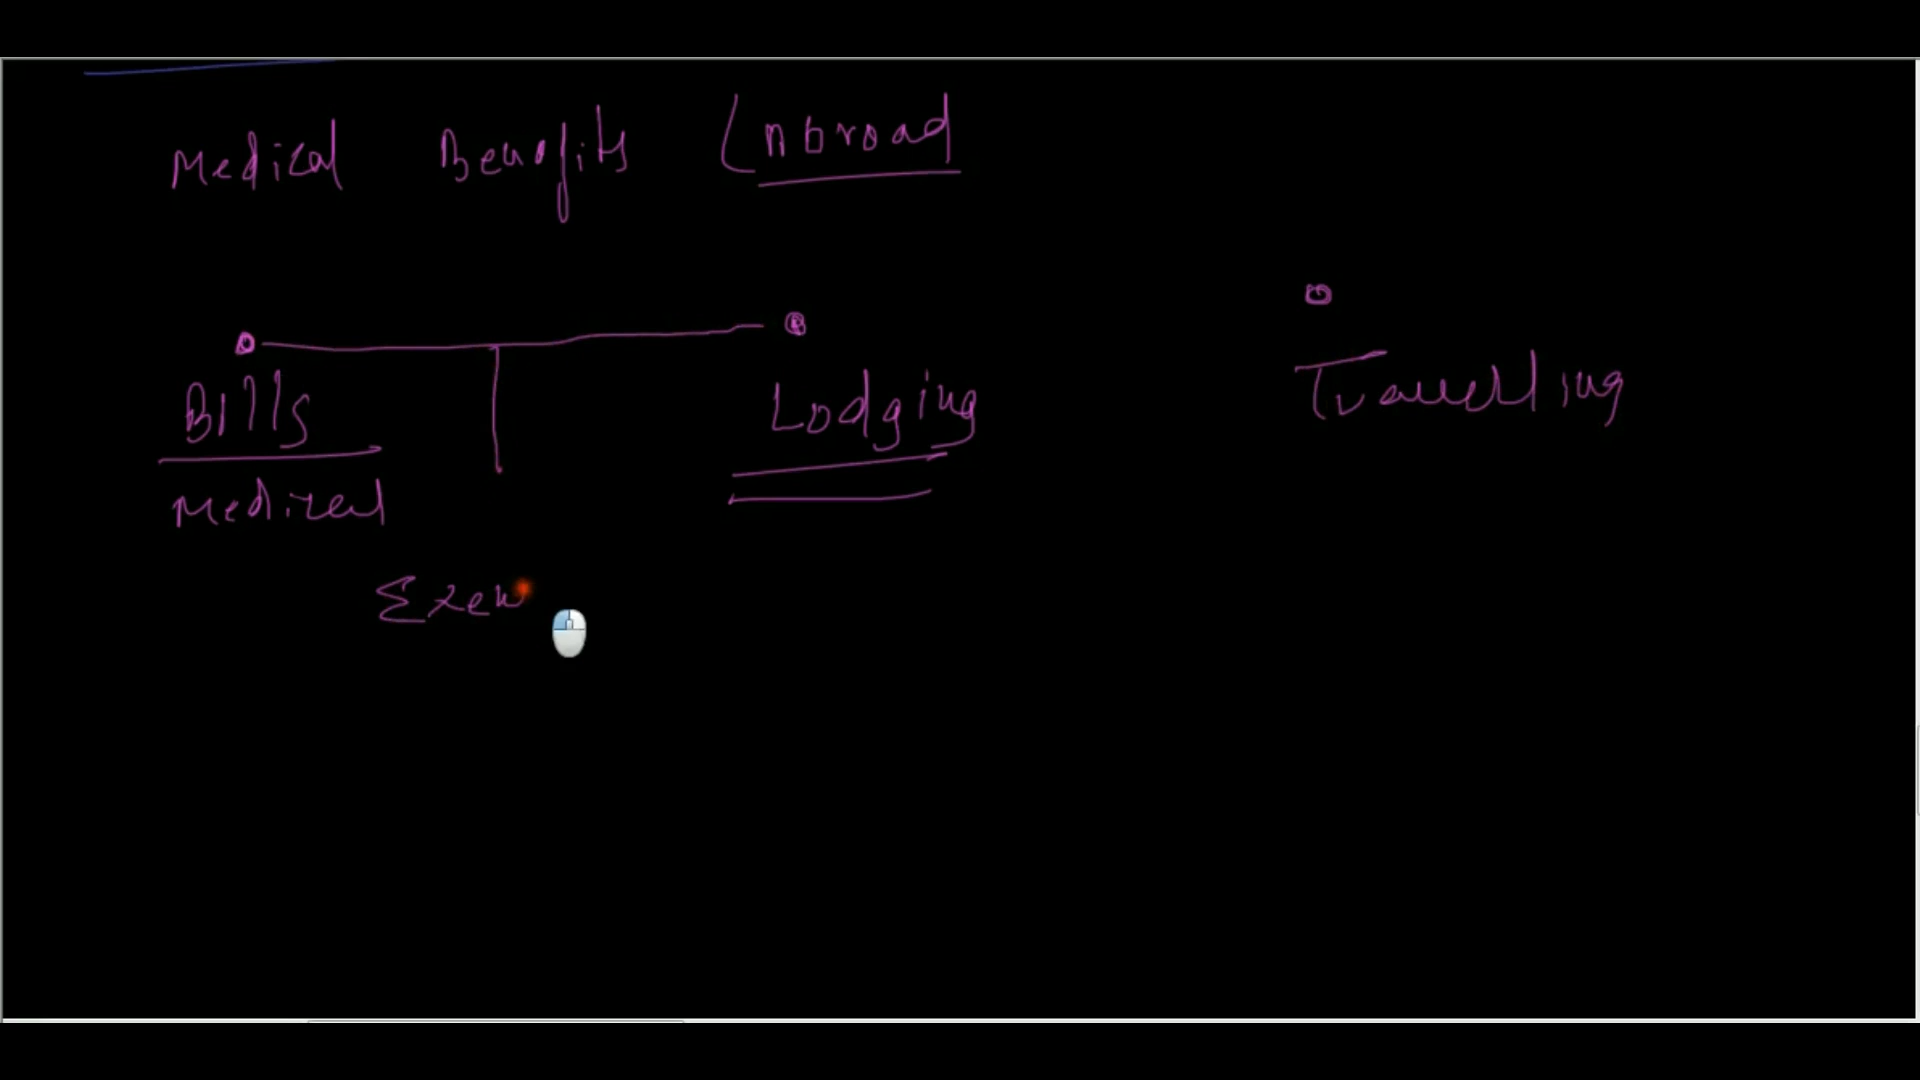 Medical Benefits (Abroad
Bills
Medical
Lodging
Travelling
Exem